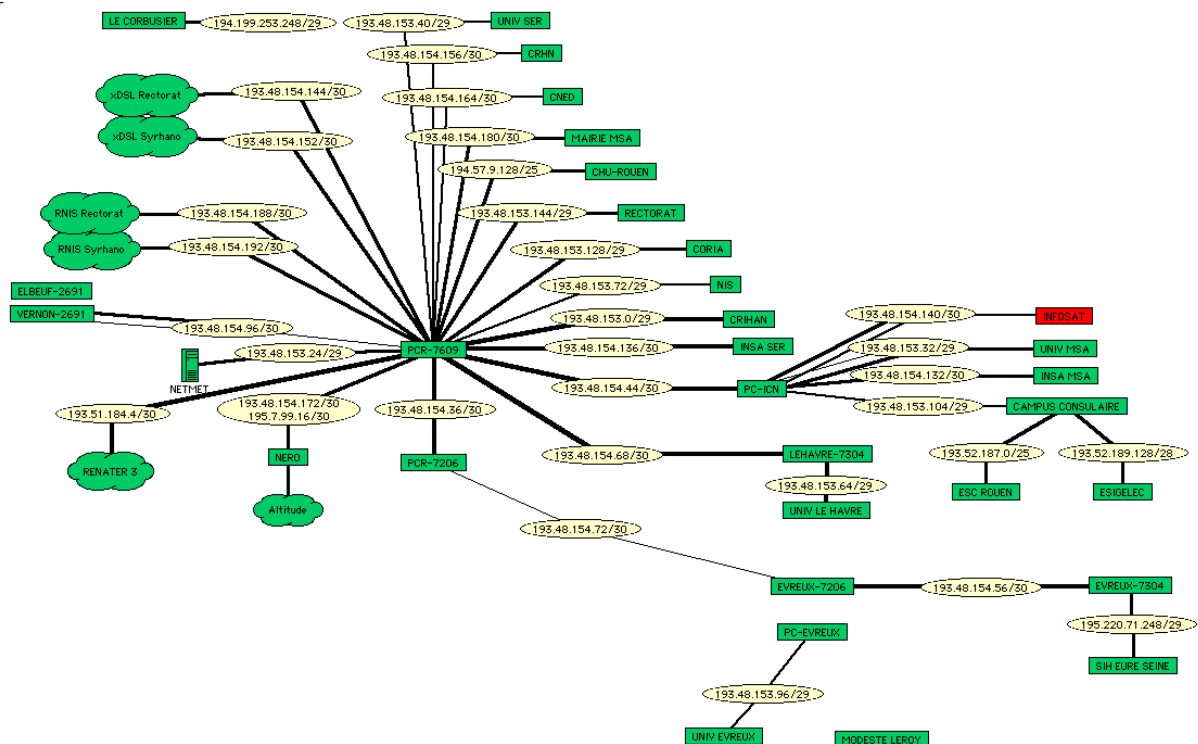 LE CORBUSIER
194.199.253.248/29
193.48.153.40/29
UNIV SER
193.48.154.156/30
CRHN
xDSL Rectorat
193.48.154.144/30
193.48.154.164/30
CNED
xDSL Syrhano
193.48.154.152/30
193.48.154.180/30
MAIRIE MSA
194.57.9.128/25
CHU-ROUEN
RNIS Rectorat
193.48.154.188/30
193.48.153.144/29
RECTORAT
RNIS Syrhano
193.48.154.192/30
193.48.153.128/29
CORIA
193.48.153.72/29
NIS
ELBEUF-2691
VERNON-2691
193.48.154.96/30
193.48.153.0/29
CRIHAN
193.48.154.140/30
INFOSAT
PCR-7609
193.48.154.136/30
INSA SER
193.48.153.32/29
UNIV MSA
193.48.153.24/29
NETMET
193.48.154.44/30
PC-ICN
193.48.154.132/30
INSA MSA
193.48.153.104/29
CAMPUS CONSULAIRE
193.51.184.4/30
193.48.154.172/30
195.7.99.16/30
193.48.154.36/30
193.48.154.68/30
LEHAVRE-7304
193.52.187.0/25
193.52.189.128/28
RENATER 3
NERO
PCR-7206
193.48.153.64/29
ESC ROUEN
ESIGELEC
Altitude
UNIV LE HAVRE
193.48.154.72/30
EVREUX-7206
193.48.154.56/30
EVREUX-7304
195.220.71.248/29
PC-EVREUX
SIH EURE SEINE
193.48.153.96/29
UNIV EVREUX
MODESTE LEROY